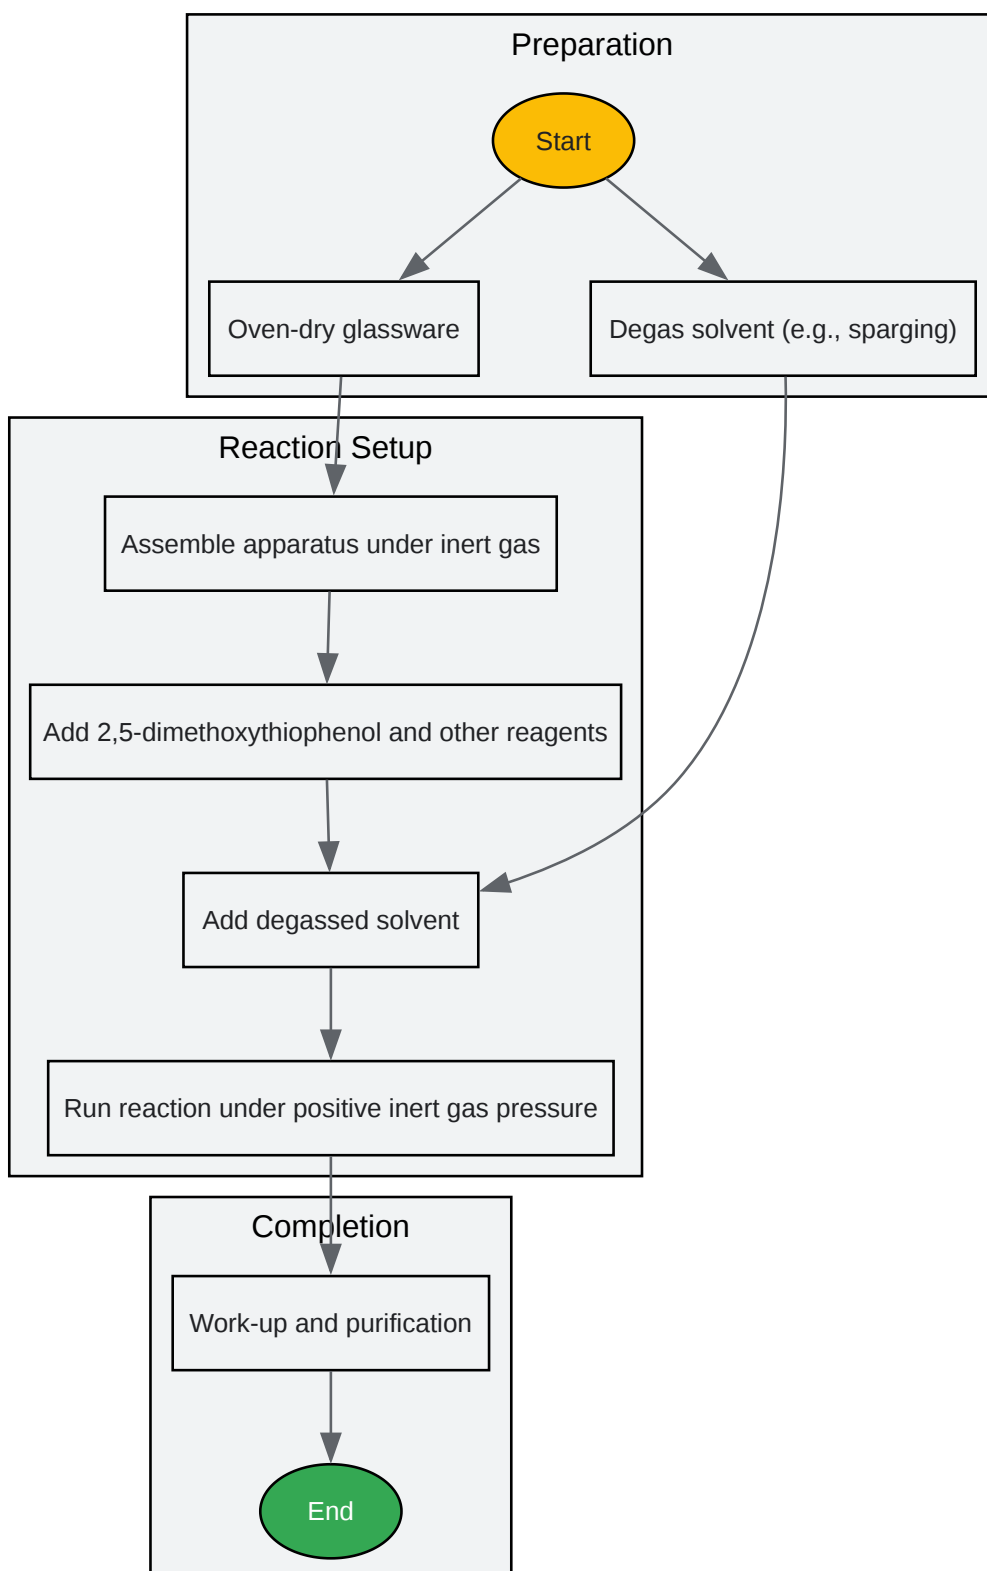 Preparation
Start
Oven-dry glassware
Degas solvent (e.g., sparging)
Reaction Setup
Assemble apparatus under inert gas
Add 2,5-dimethoxythiophenol and other reagents
Add degassed solvent
Run reaction under positive inert gas pressure
Completion
Work-up and purification
End